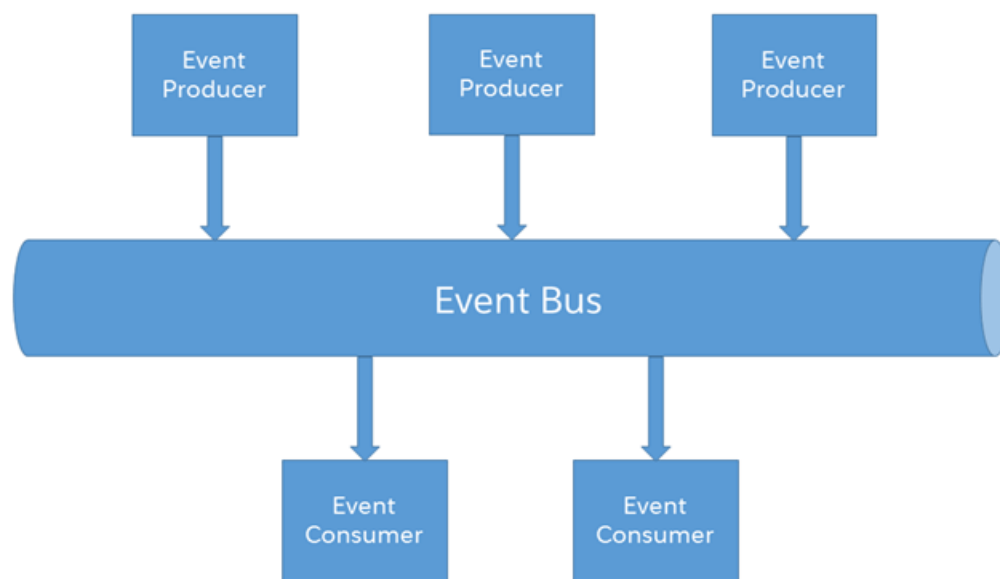 Event
Producer
Event
Producer
Event
Producer
Event Bus
Event
Consumer
Event
Consumer